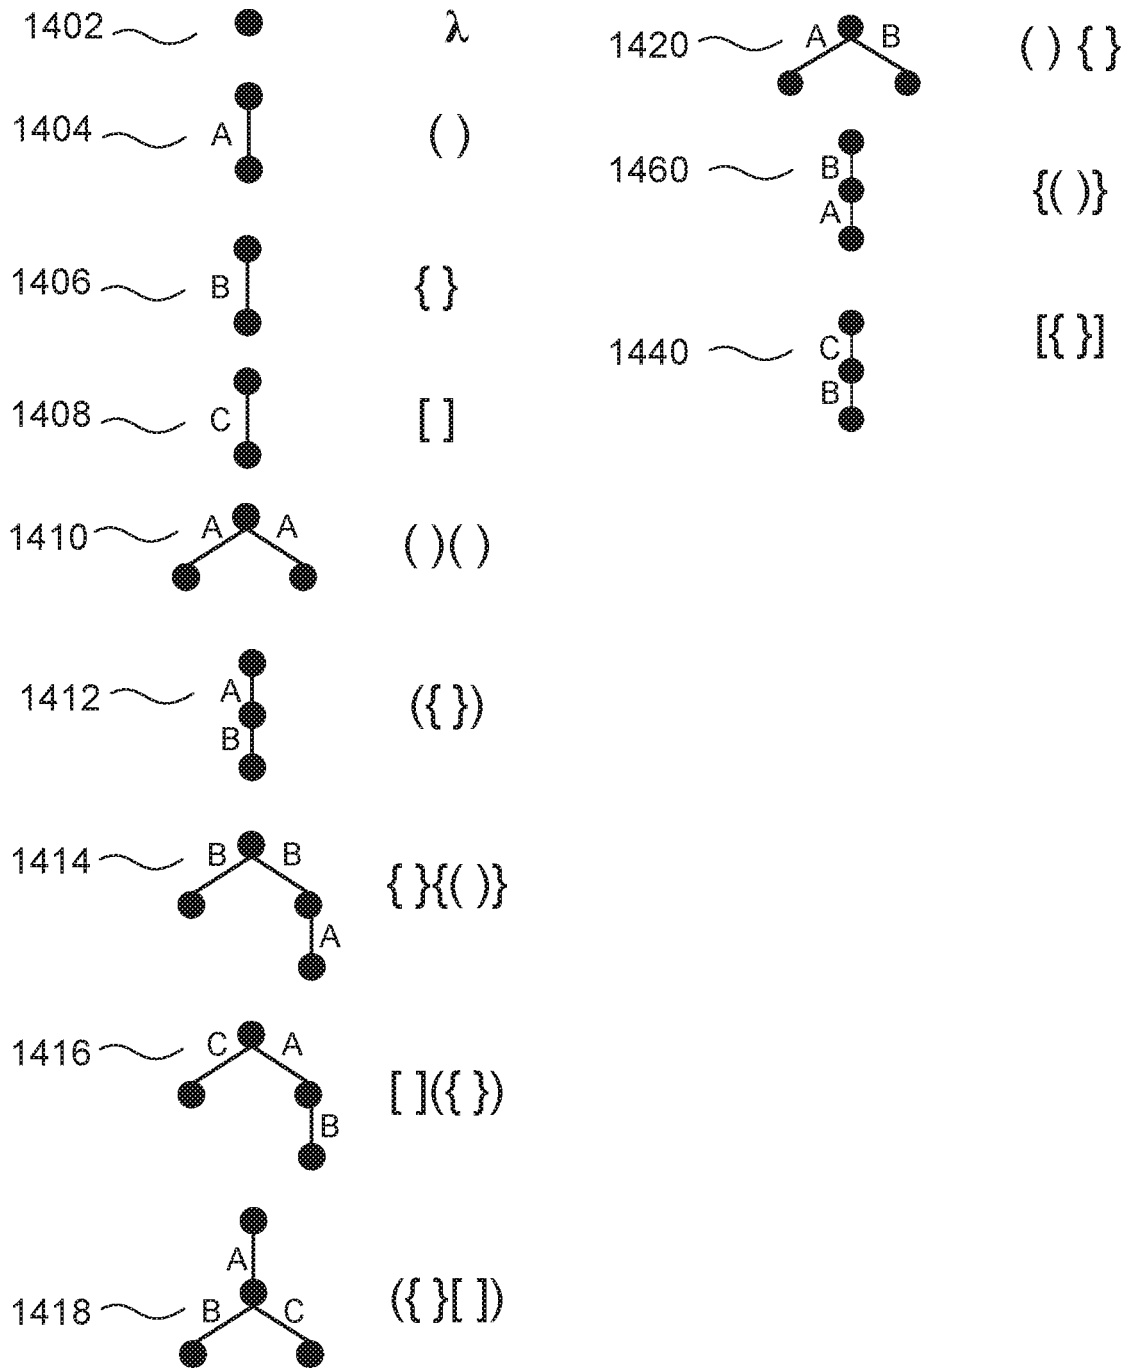 1402 λ
1404 A ( )
1406 B { }
1408 C [ ]
1410 A A ( )( )
1412 A B ({ })
1414 B B A { }{( )}
1416 C A B [ ]({ })
1418 A B C ({ }[ ])
1420 A B ( ) { }
1460 B A {( )}
1440 C B [{ }]